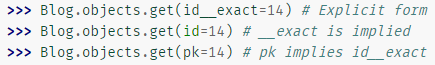 >>> Blog.objects.get(id__exact=14) # Explicit form
>>> Blog.objects.get(id=14) # __exact is implied
>>> Blog.objects.get(pk=14) # pk implies id__exact